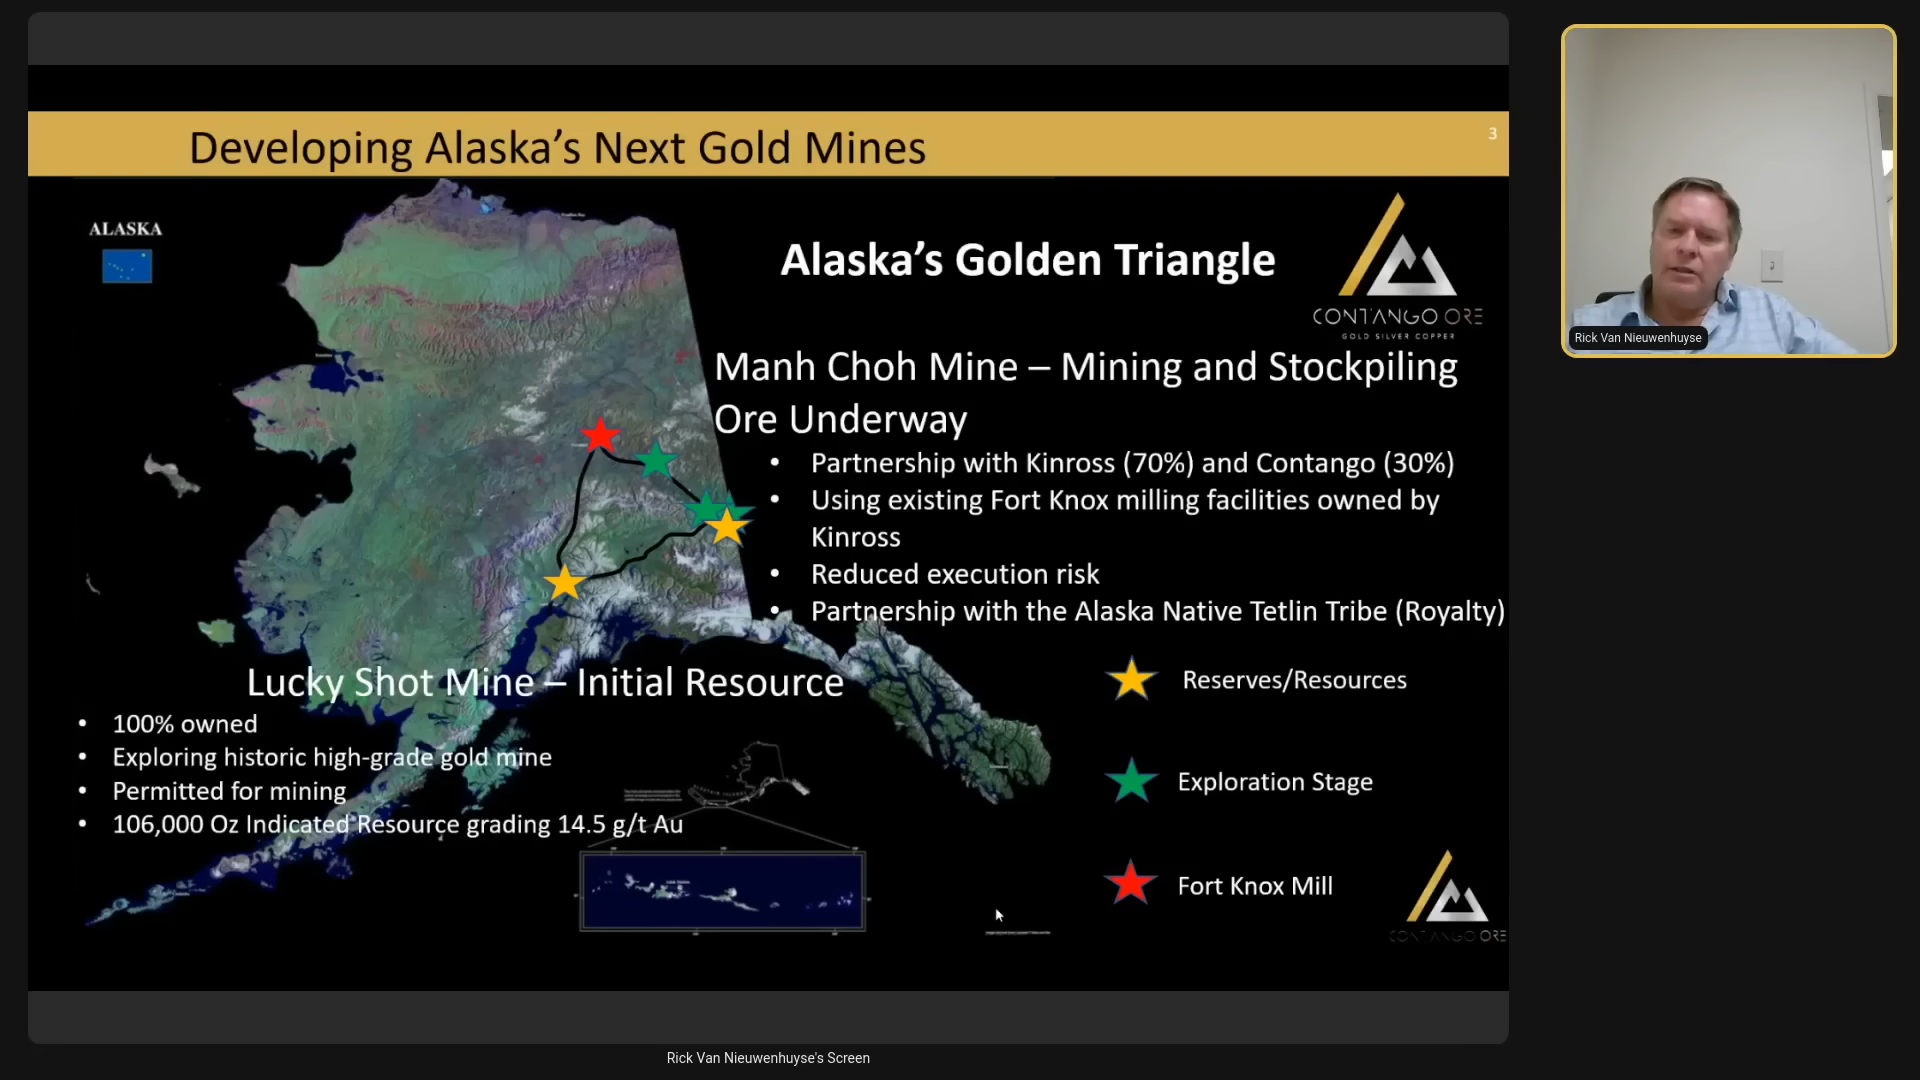 Developing Alaska's Next Gold Mines
3
ALASKA
Alaska's Golden Triangle
CONTANGO ORE
GOLD SILVER COPPER
Manh Choh Mine – Mining and Stockpiling
Ore Underway
• Partnership with Kinross (70%) and Contango (30%)
• Using existing Fort Knox milling facilities owned by
Kinross
• Reduced execution risk
• Partnership with the Alaska Native Tetlin Tribe (Royalty)
Lucky Shot Mine – Initial Resource
• 100% owned
• Exploring historic high-grade gold mine
• Permitted for mining
• 106,000 Oz Indicated Resource grading 14.5 g/t Au
Reserves/Resources
Exploration Stage
Fort Knox Mill
CONTANGO ORE
Rick Van Nieuwenhuyse
Rick Van Nieuwenhuyse's Screen